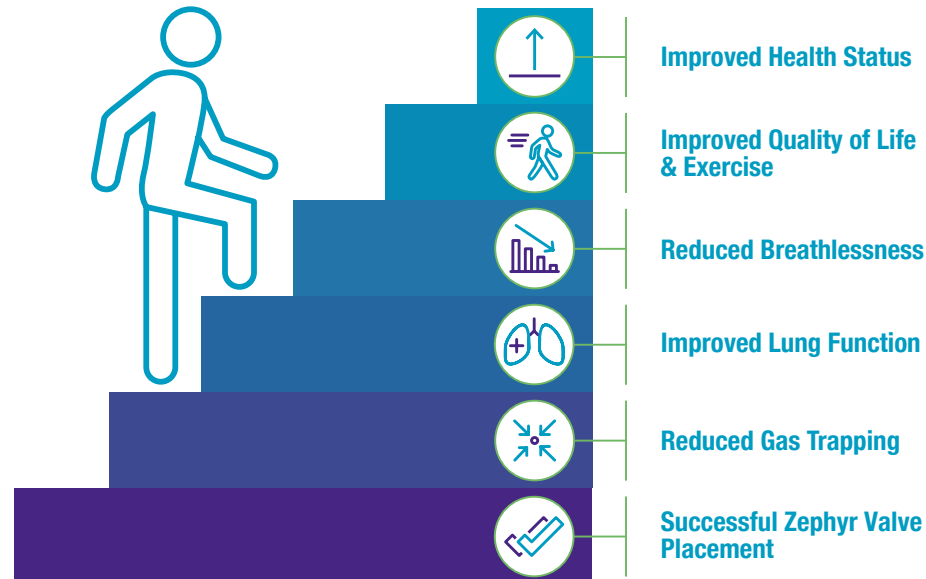 Improved Health Status
Improved Quality of Life
& Exercise
Reduced Breathlessness
Improved Lung Function
Reduced Gas Trapping
Successful Zephyr Valve
Placement